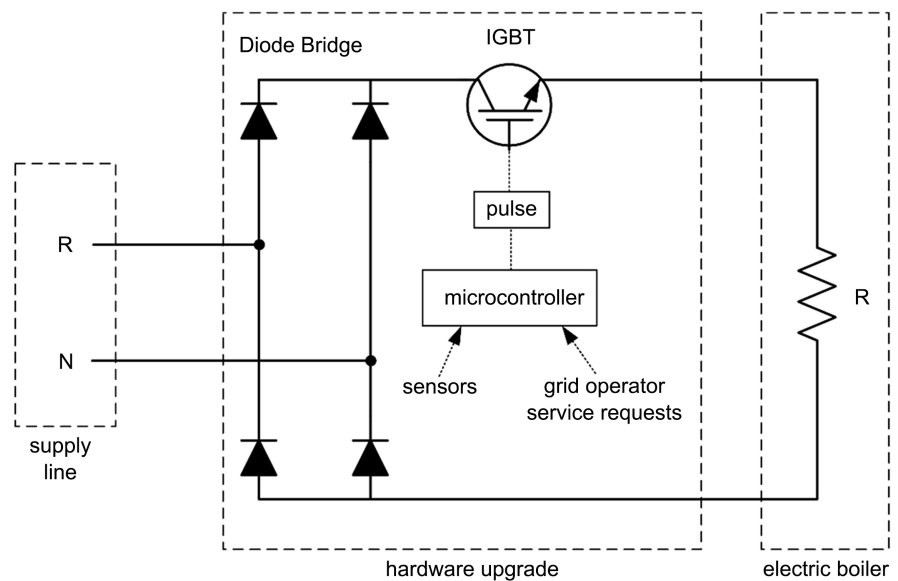 Diode Bridge
IGBT
pulse
microcontroller
sensors
grid operator
service requests
R
N
supply
line
R
hardware upgrade
electric boiler